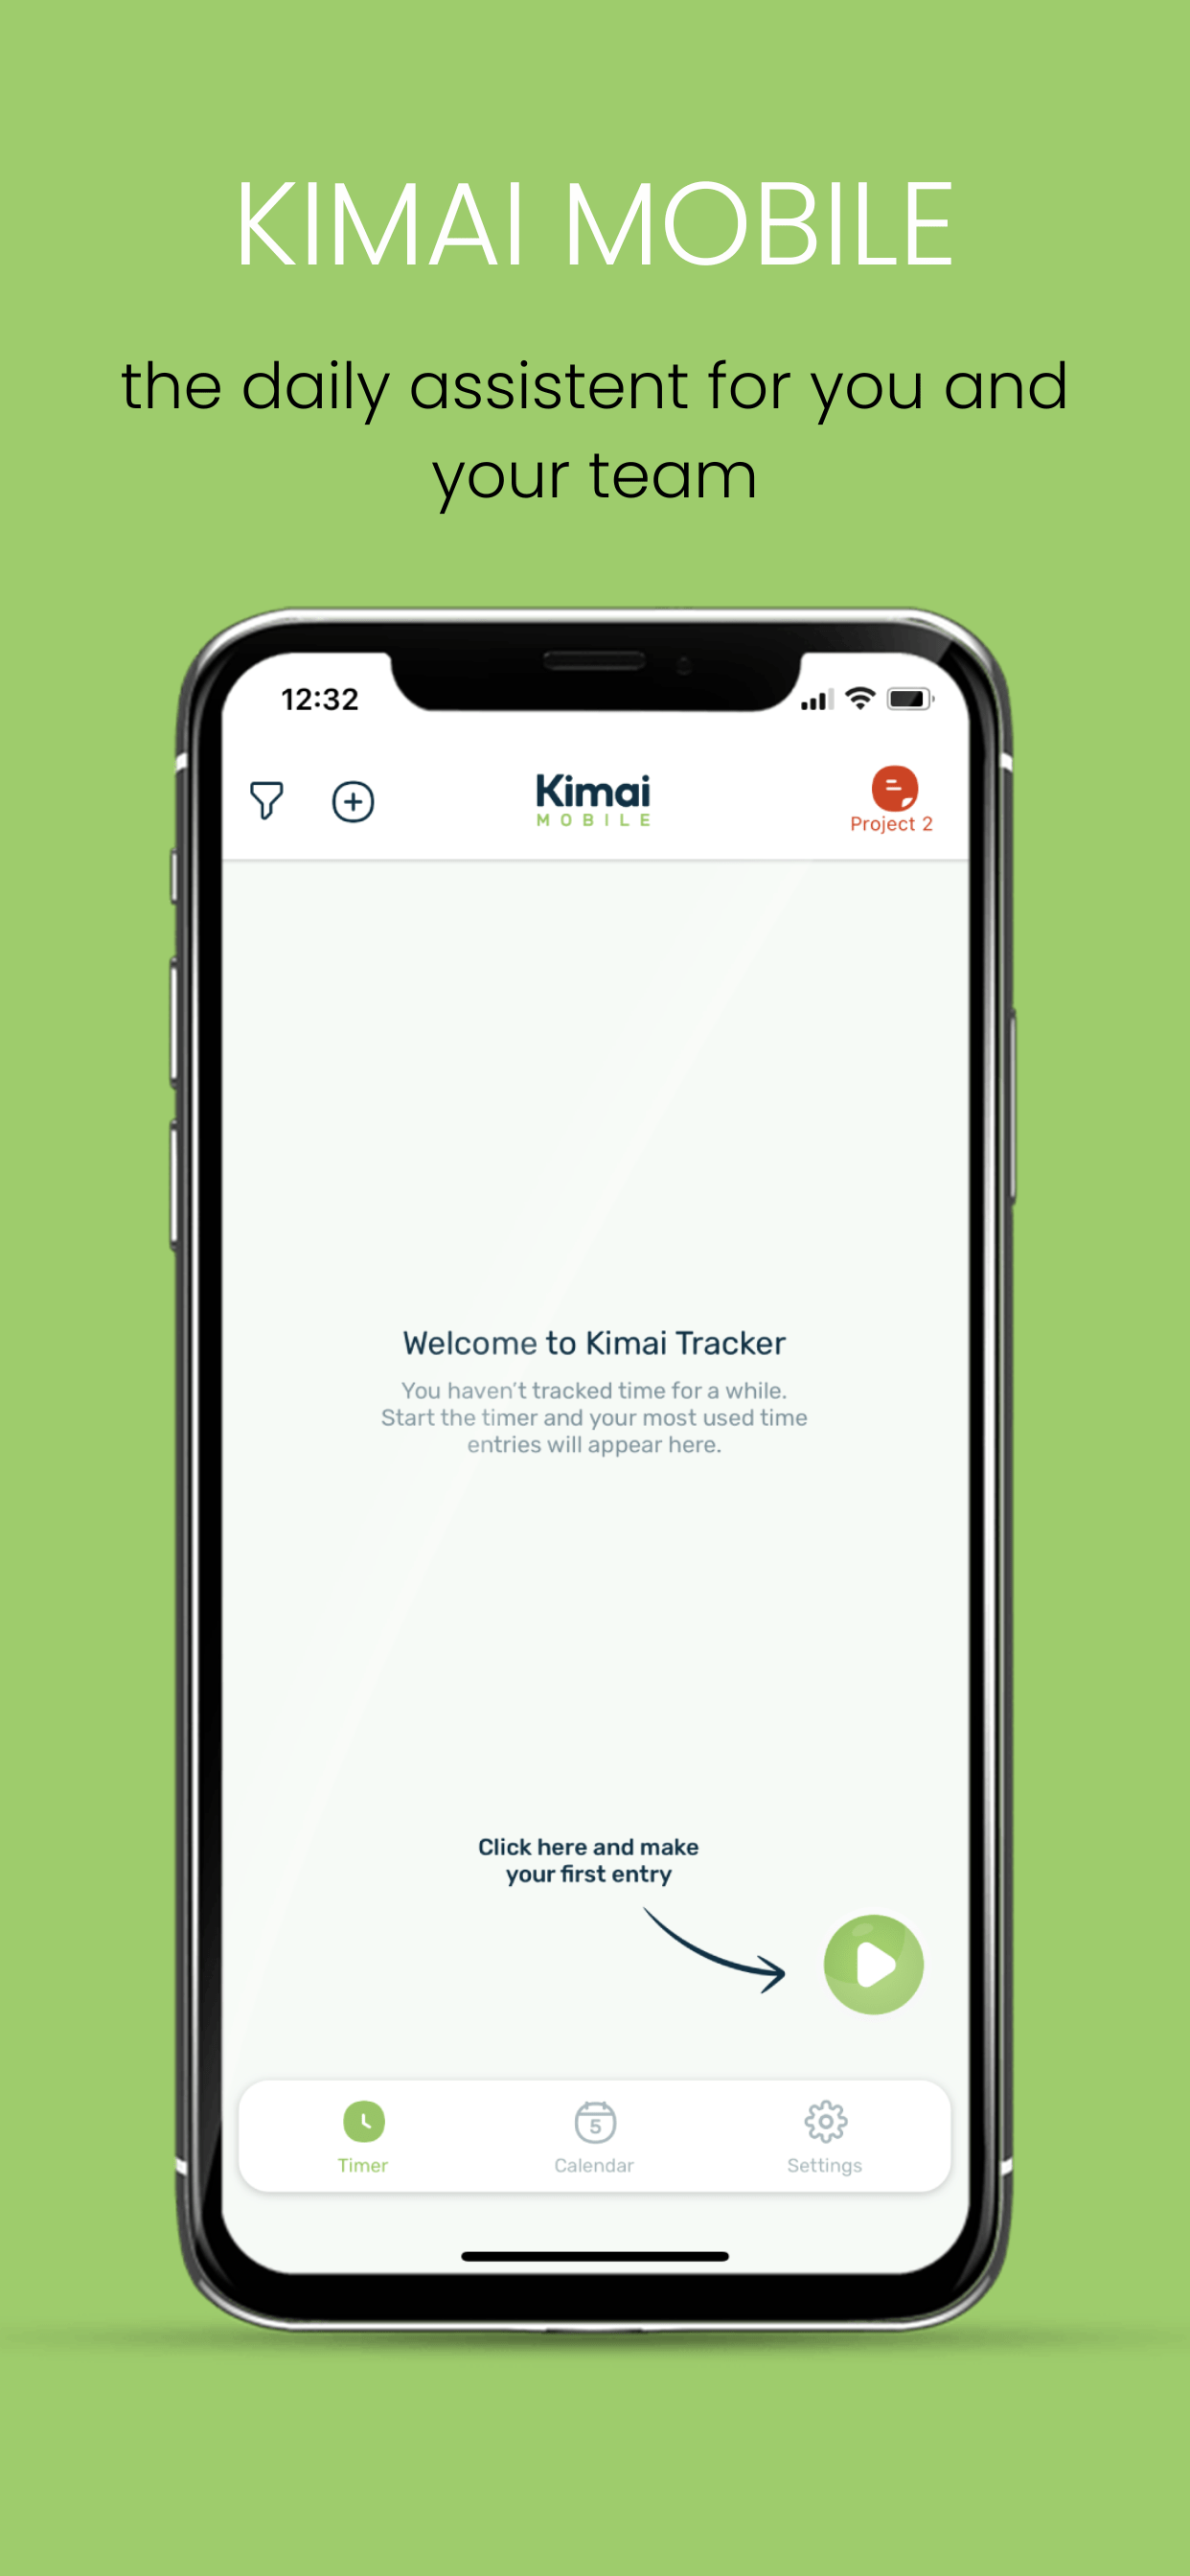 KIMAI MOBILE
the daily assistent for you and
your team
12:32
Kimai
MOBILE
Project 2
Welcome to Kimai Tracker
You haven't tracked time for a while.
Start the timer and your most used time
entries will appear here.
Click here and make
your first entry
5
Timer
Calendar
Settings